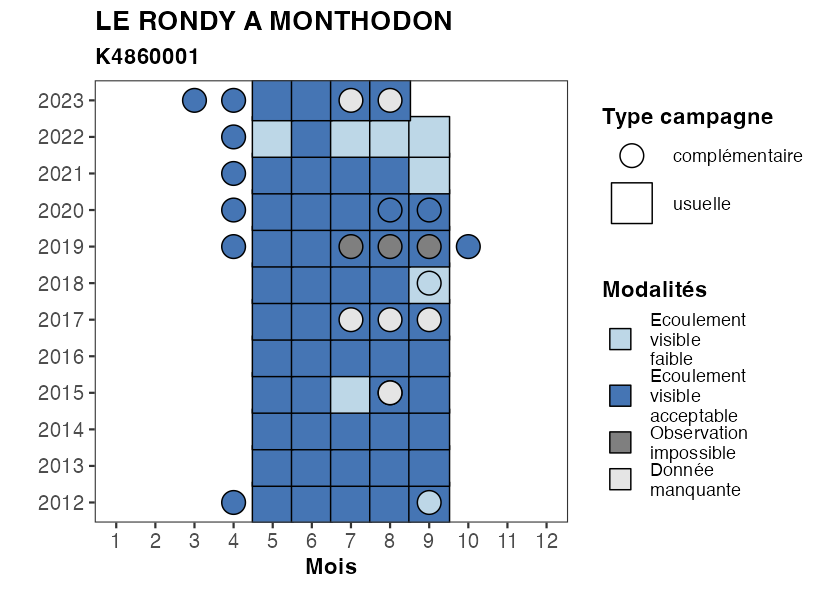 LE RONDY A MONTHODON
K4860001
2023
2022
2021
2020
2019
2018
2017
2016
2015
2014
2013
2012
1 2 3 4 5 6 7 8 9 10 11 12
Mois
Type campagne
complémentaire
usuelle
Modalités
Ecoulement
visible
faible
Ecoulement
visible
acceptable
Observation
impossible
Donnée
manquante